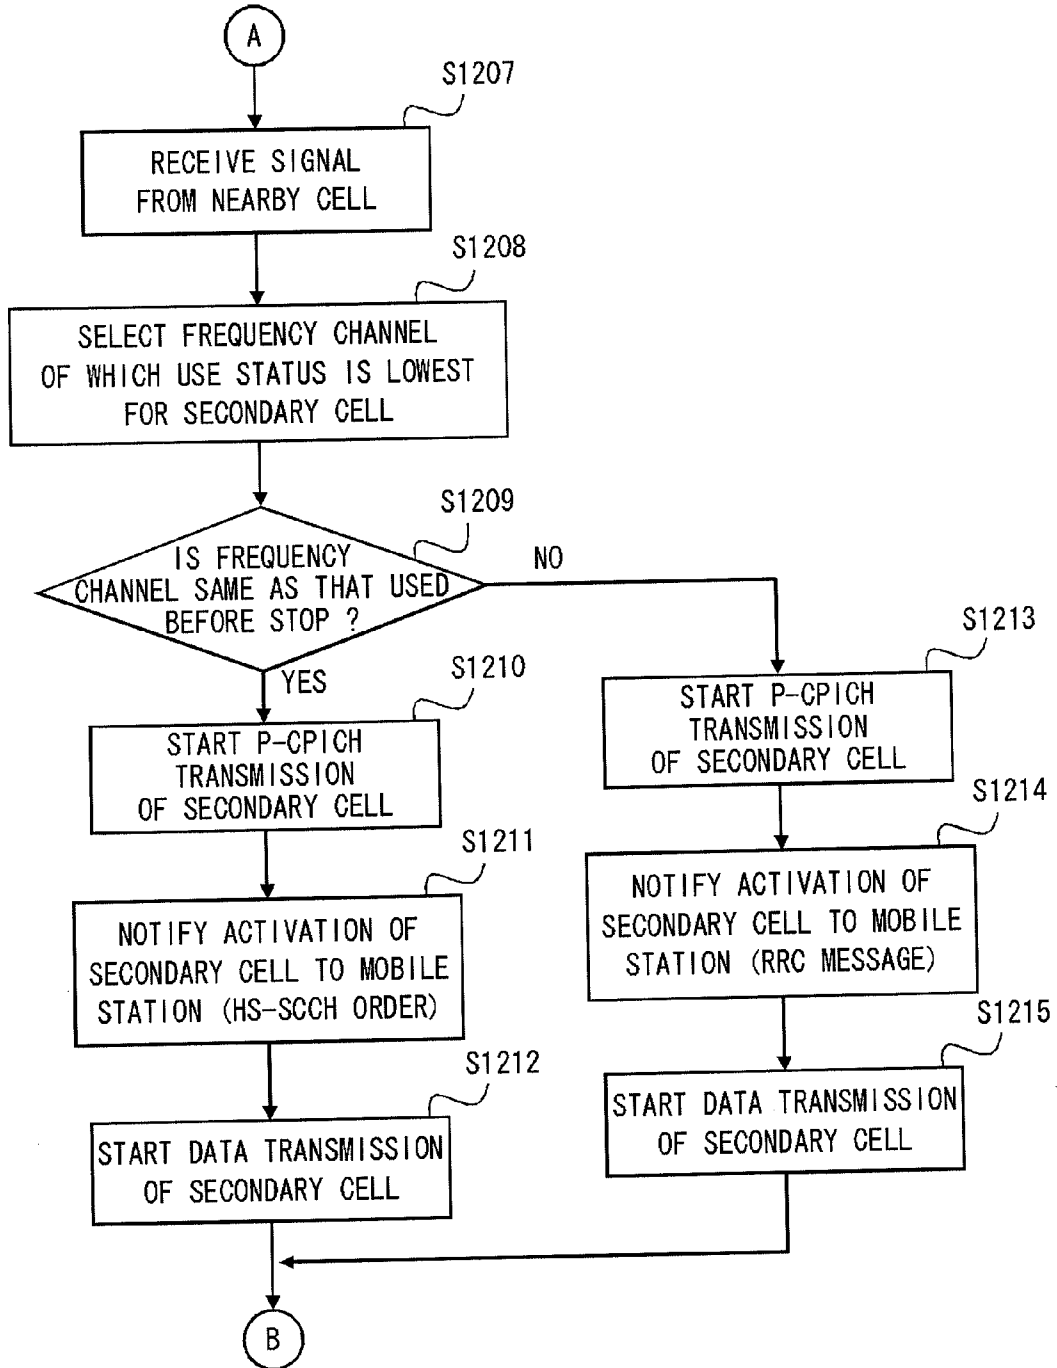 A
S1207
RECEIVE SIGNAL
FROM NEARBY CELL
S1208
SELECT FREQUENCY CHANNEL
OF WHICH USE STATUS IS LOWEST
FOR SECONDARY CELL
S1209
IS FREQUENCY
CHANNEL SAME AS THAT USED
BEFORE STOP ?
NO
YES
S1210
START P-CPICH
TRANSMISSION
OF SECONDARY CELL
S1211
NOTIFY ACTIVATION OF
SECONDARY CELL TO MOBILE
STATION (HS-SCCH ORDER)
S1212
START DATA TRANSMISSION
OF SECONDARY CELL
S1213
START P-CPICH
TRANSMISSION
OF SECONDARY CELL
S1214
NOTIFY ACTIVATION OF
SECONDARY CELL TO MOBILE
STATION (RRC MESSAGE)
S1215
START DATA TRANSMISSION
OF SECONDARY CELL
B